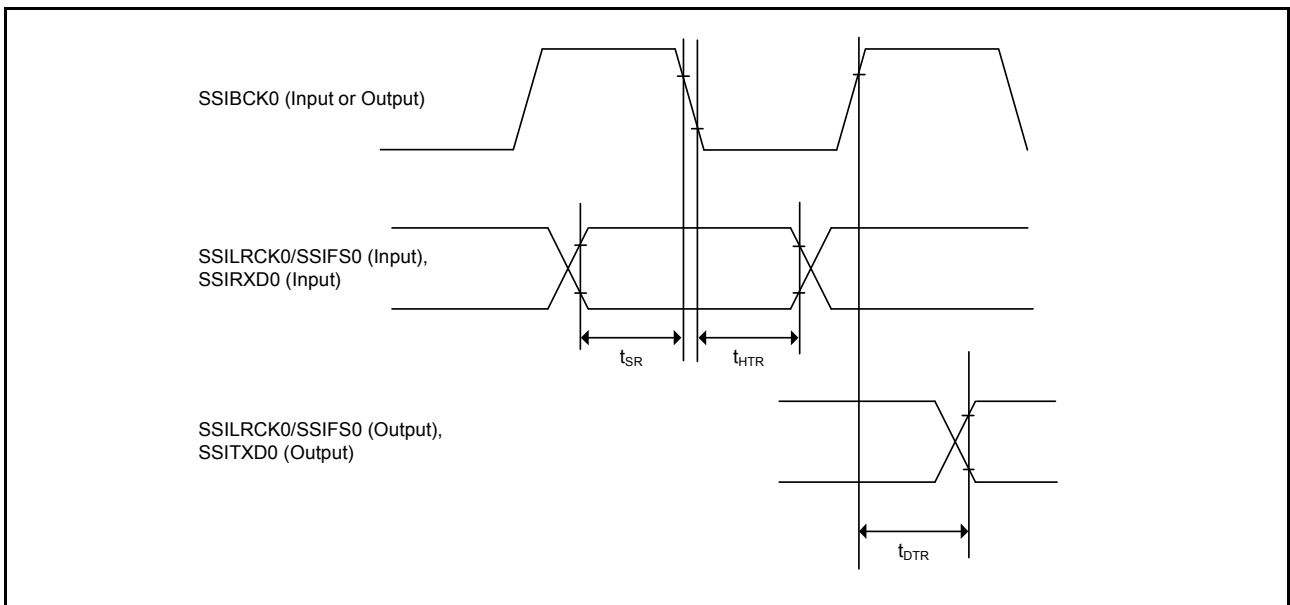 SSIBCK0 (Input or Output)
SSILRCK0/SSIFS0 (Input),
SSIRXD0 (Input)
tSR
tHTR
SSILRCK0/SSIFS0 (Output),
SSITXD0 (Output)
tDTR